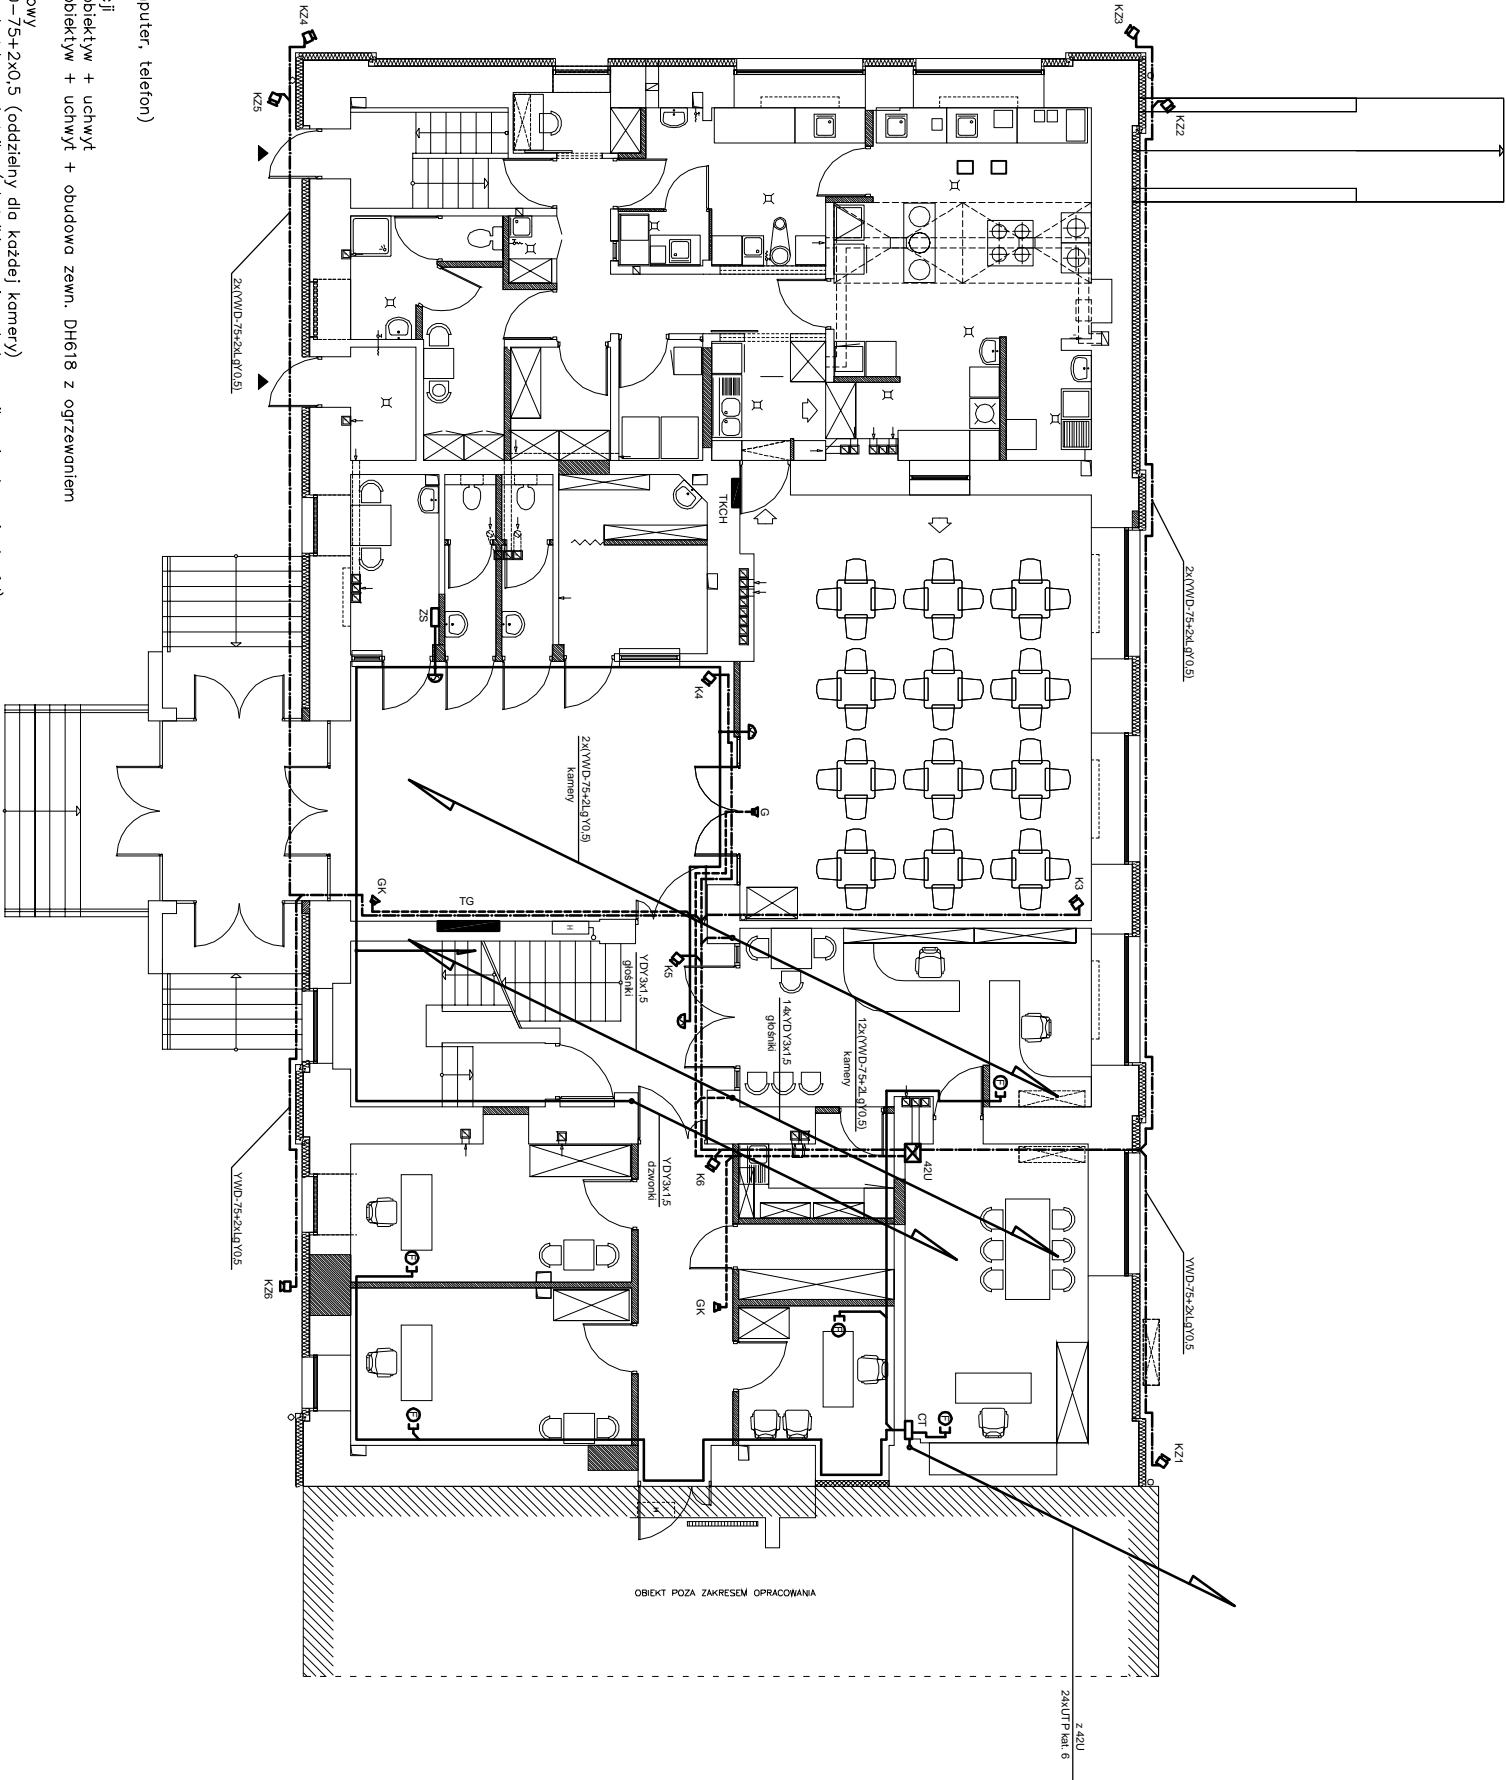 puter, telefon)
cji
obiektyw + uchwyt
obiektyw + uchwyt + obudowa zewn. DH618 z ogrzewaniem
owy
-75+2x0,5 (oddzielny dla każdej kamery)
KZ4
KZ3
KZ5
KZ2
2x(YWD-75+2xLgY0,5)
2x(YWD-75+2xLgY0,5)
TKCH
ZS
K4
2x(YWD-75+2LgY0,5)
kamery
G
GK
TG
K3
H
K5
YDY3x1,5
głośniki
14xYDY3x1,5
głośniki
12x(YWD-75+2LgY0,5)
kamery
F
42U
K6
YDY3x1,5
dzwonki
YWD-75+2xLgY0,5
YWD-75+2xLgY0,5
KZ6
F
GK
F
F
CT
F
KZ1
H
OBIEKT POZA ZAKRESEM OPRACOWANIA
z 42U
24xUTP kat. 6